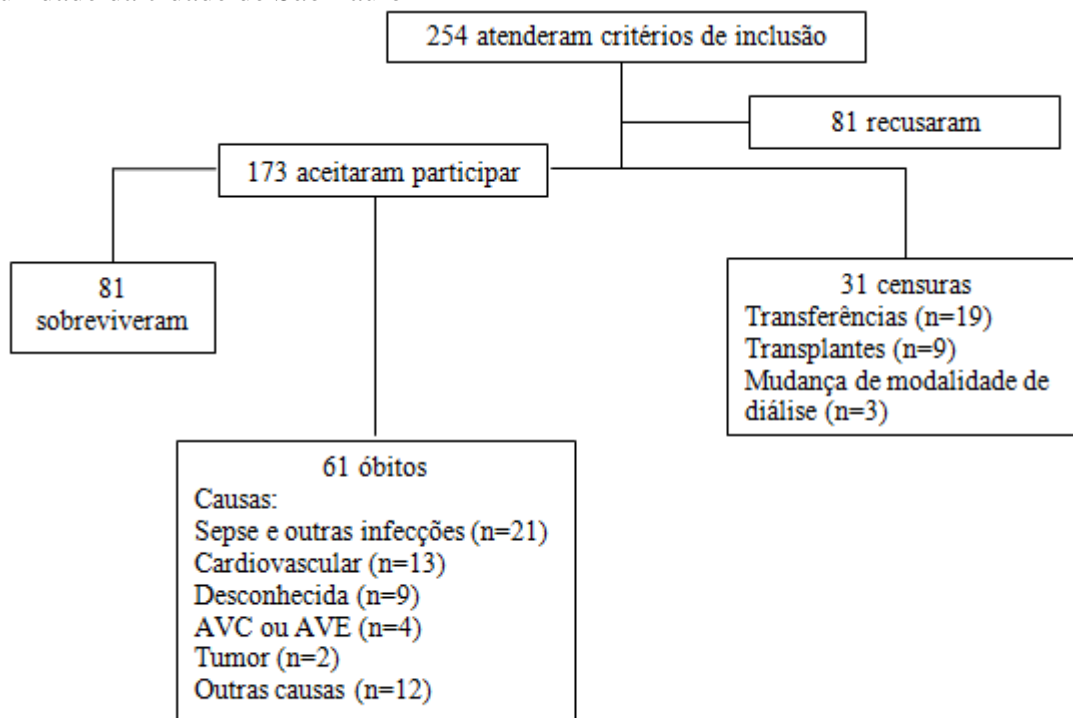 254 atenderam critérios de inclusão
81 recusaram
173 aceitaram participar
81
sobreviveram
31 censuras
Transferências (n=19)
Transplantes (n=9)
Mudança de modalidade de
diálise (n=3)
61 óbitos
Causas:
Sepse e outras infecções (n=21)
Cardiovascular (n=13)
Desconhecida (n=9)
AVC ou AVE (n=4)
Tumor (n=2)
Outras causas (n=12)